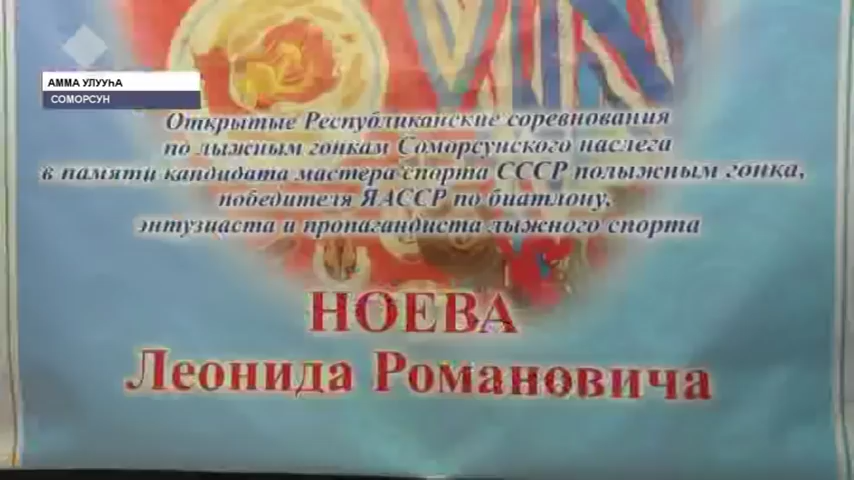 АММА УЛУУҺА
СОМОРСУН
Открытые Республиканские соревнования
по лыжным гонкам Соморсунского наслега
в памяти кандидата мастера спорта СССР полыжным гонка,
победителя ЯАССР по биатлону,
энтузиаста и пропагандиста лыжного спорта
НОЕВА
Леонида Романовича